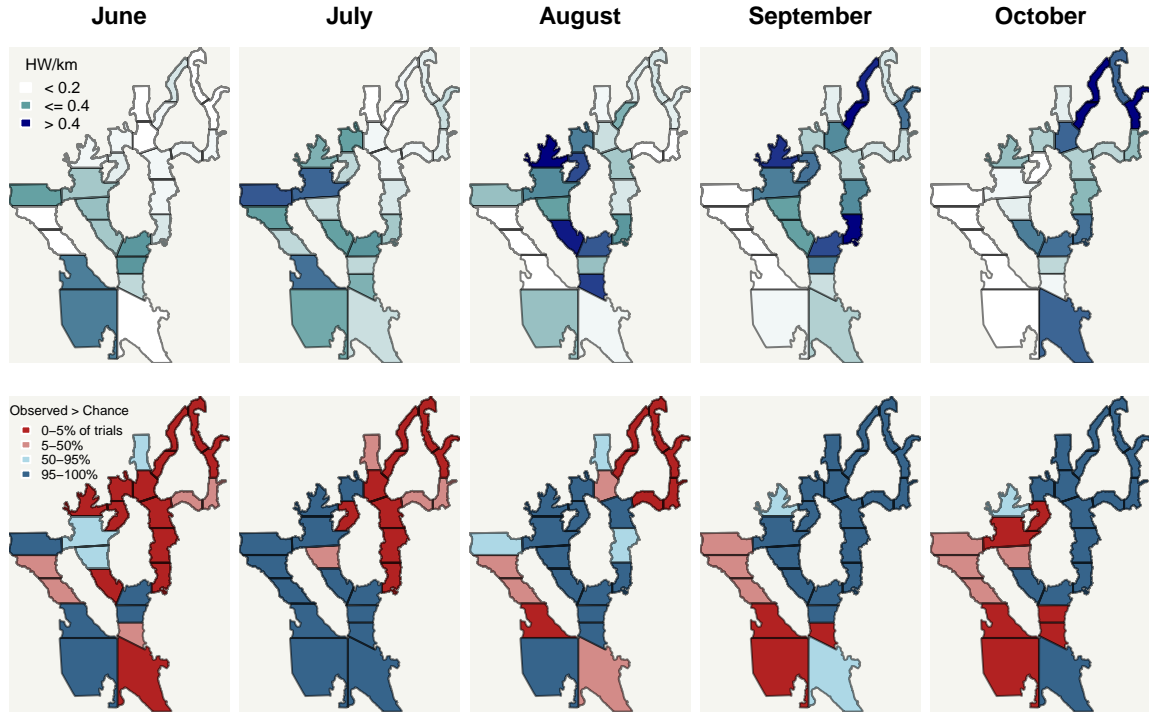 June July August September October
HW/km
< 0.2
<= 0.4
> 0.4
Observed > Chance
0–5% of trials
5–50%
50–95%
95–100%